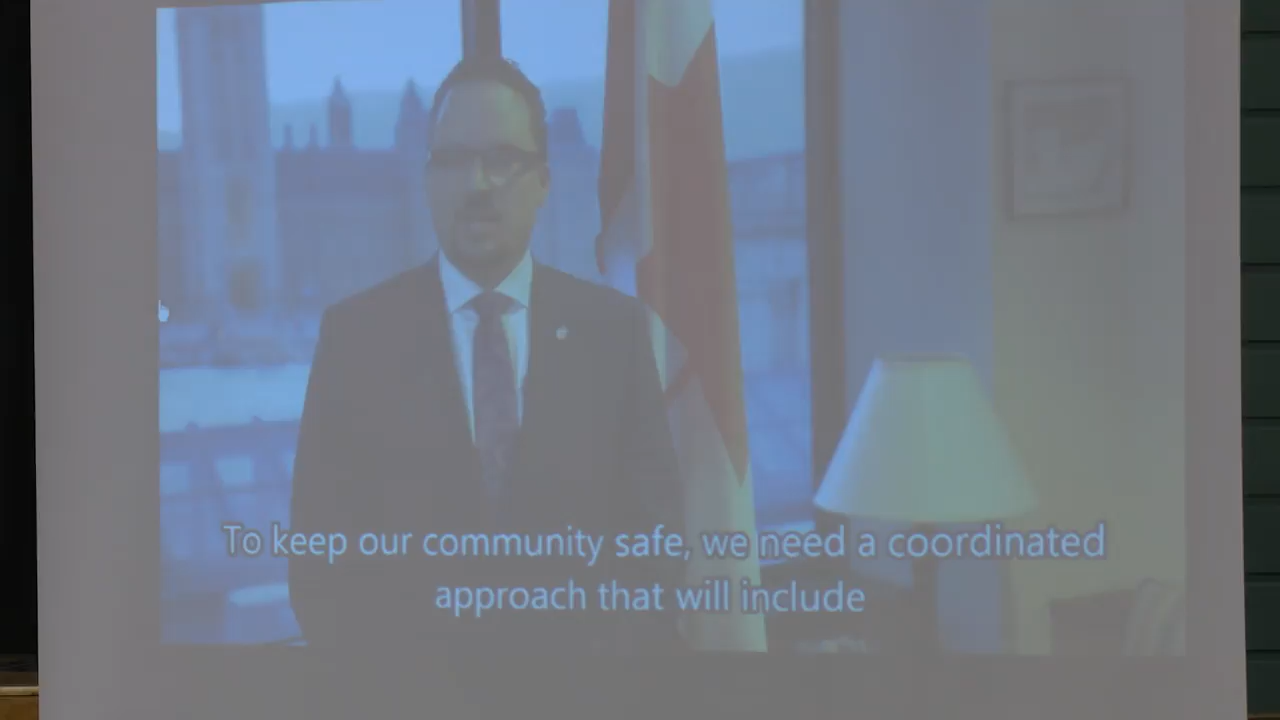 To keep our community safe, we need a coordinated
approach that will include